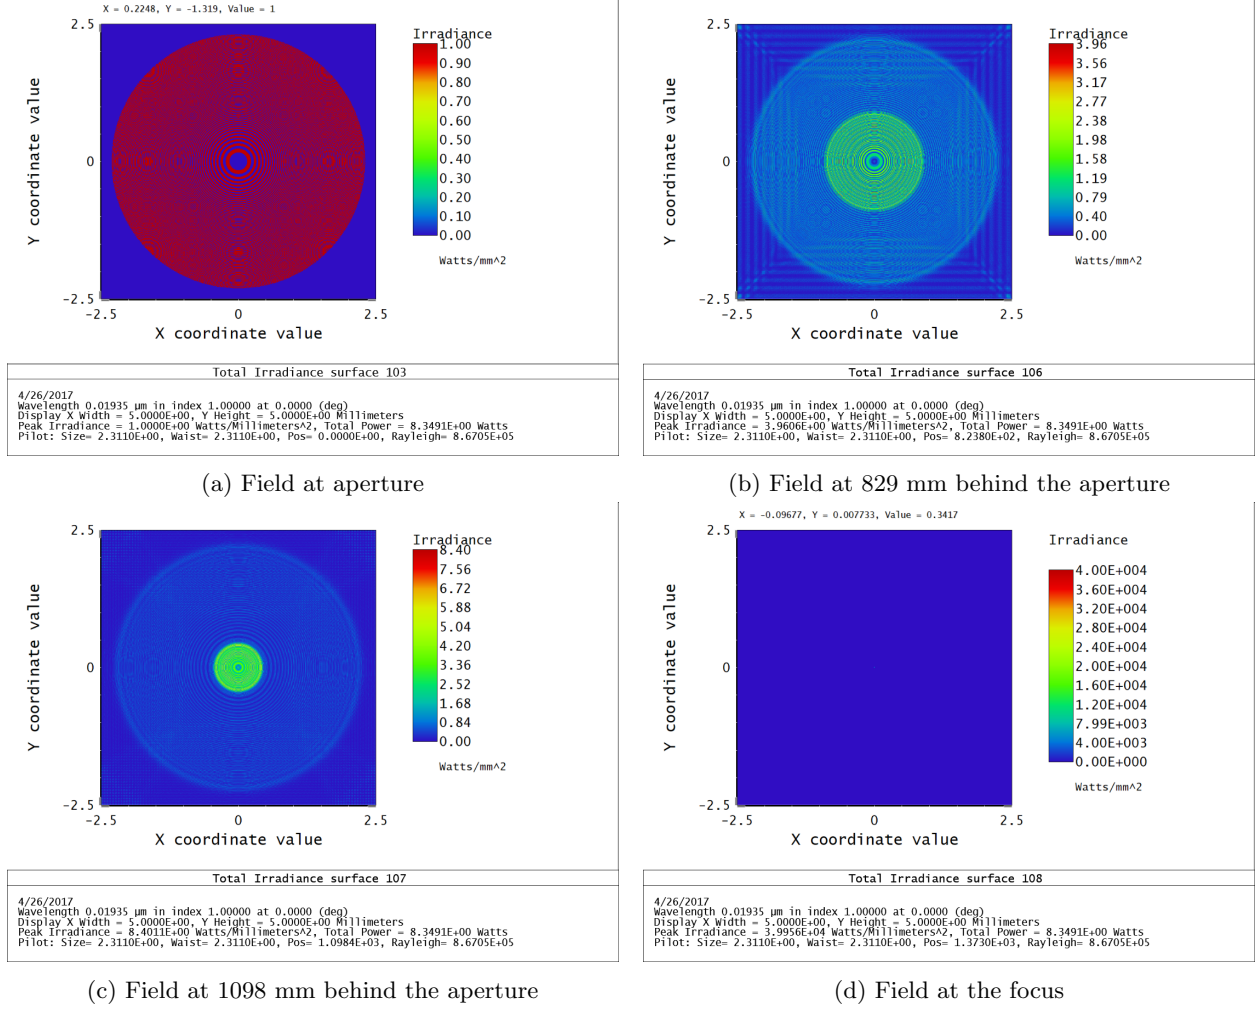 X = 0.2248, Y = -1.319, Value = 1
2.5
0
-2.5
Y coordinate value
-2.5
0
2.5
X coordinate value
Irradiance
1.00
0.90
0.80
0.70
0.60
0.50
0.40
0.30
0.20
0.10
0.00
Watts/mm^2
Total Irradiance surface 103
4/26/2017
Wavelength 0.01935 µm in index 1.00000 at 0.0000 (deg)
Display X Width = 5.0000E+00, Y Height = 5.0000E+00 Millimeters
Peak Irradiance = 1.0000E+00 Watts/Millimeters^2, Total Power = 8.3491E+00 Watts
Pilot: Size= 2.3110E+00, Waist= 2.3110E+00, Pos= 0.0000E+00, Rayleigh= 8.6705E+05
(a) Field at aperture
2.5
0
-2.5
Y coordinate value
-2.5
0
2.5
X coordinate value
Irradiance
3.96
3.56
3.17
2.77
2.38
1.98
1.58
1.19
0.79
0.40
0.00
Watts/mm^2
Total Irradiance surface 106
4/26/2017
Wavelength 0.01935 µm in index 1.00000 at 0.0000 (deg)
Display X Width = 5.0000E+00, Y Height = 5.0000E+00 Millimeters
Peak Irradiance = 3.9606E+00 Watts/Millimeters^2, Total Power = 8.3491E+00 Watts
Pilot: Size= 2.3110E+00, Waist= 2.3110E+00, Pos= 8.2380E+02, Rayleigh= 8.6705E+05
(b) Field at 829 mm behind the aperture
2.5
0
-2.5
Y coordinate value
-2.5
0
2.5
X coordinate value
Irradiance
8.40
7.56
6.72
5.88
5.04
4.20
3.36
2.52
1.68
0.84
0.00
Watts/mm^2
Total Irradiance surface 107
4/26/2017
Wavelength 0.01935 µm in index 1.00000 at 0.0000 (deg)
Display X Width = 5.0000E+00, Y Height = 5.0000E+00 Millimeters
Peak Irradiance = 8.4011E+00 Watts/Millimeters^2, Total Power = 8.3491E+00 Watts
Pilot: Size= 2.3110E+00, Waist= 2.3110E+00, Pos= 1.0984E+03, Rayleigh= 8.6705E+05
(c) Field at 1098 mm behind the aperture
X = -0.09677, Y = 0.007733, Value = 0.3417
2.5
0
-2.5
Y coordinate value
-2.5
0
2.5
X coordinate value
Irradiance
4.00E+004
3.60E+004
3.20E+004
2.80E+004
2.40E+004
2.00E+004
1.60E+004
1.20E+004
7.99E+003
4.00E+003
0.00E+000
Watts/mm^2
Total Irradiance surface 108
4/26/2017
Wavelength 0.01935 µm in index 1.00000 at 0.0000 (deg)
Display X Width = 5.0000E+00, Y Height = 5.0000E+00 Millimeters
Peak Irradiance = 3.9956E+04 Watts/Millimeters^2, Total Power = 8.3491E+00 Watts
Pilot: Size= 2.3110E+00, Waist= 2.3110E+00, Pos= 1.3730E+03, Rayleigh= 8.6705E+05
(d) Field at the focus